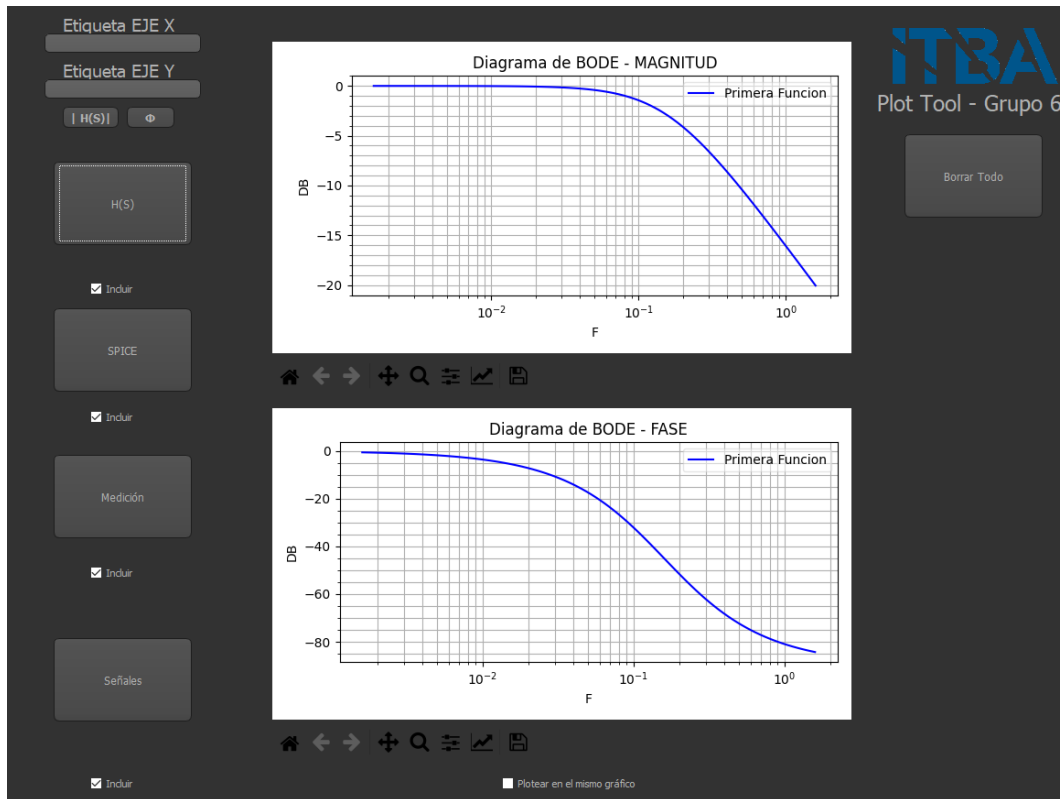 Etiqueta EJE X
Etiqueta EJE Y
| H(S)|
Φ
H(S)
Incluir
SPICE
Incluir
Medición
Incluir
Señales
Incluir
Diagrama de BODE - MAGNITUD
Primera Funcion
DB
0
−5
−10
−15
−20
10⁻²
10⁻¹
10⁰
F
Diagrama de BODE - FASE
Primera Funcion
DB
0
−20
−40
−60
−80
10⁻²
10⁻¹
10⁰
F
Plotear en el mismo gráfico
iTBA
Plot Tool - Grupo 6
Borrar Todo